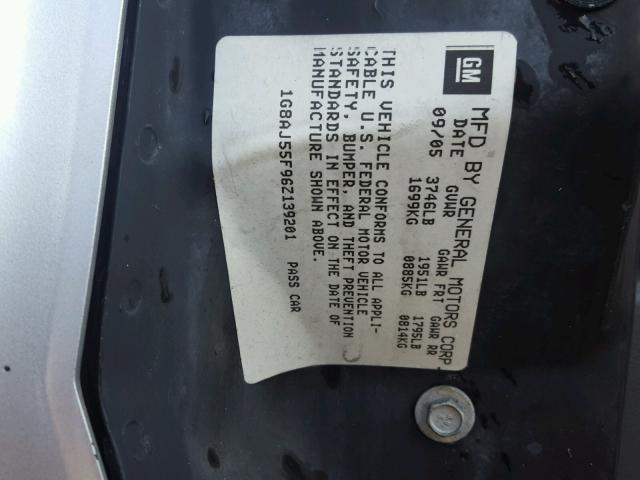 GM
MFD BY GENERAL MOTORS CORP.
DATE GVWR GAWR FRT GAWR RR
09/05 3746LB 1951LB 1795LB
1699KG 0885KG 0814KG
THIS VEHICLE CONFORMS TO ALL APPLI-
CABLE U.S. FEDERAL MOTOR VEHICLE
SAFETY, BUMPER, AND THEFT PREVENTION
STANDARDS IN EFFECT ON THE DATE OF
MANUFACTURE SHOWN ABOVE.
1G8AJ55F96Z139201 PASS CAR